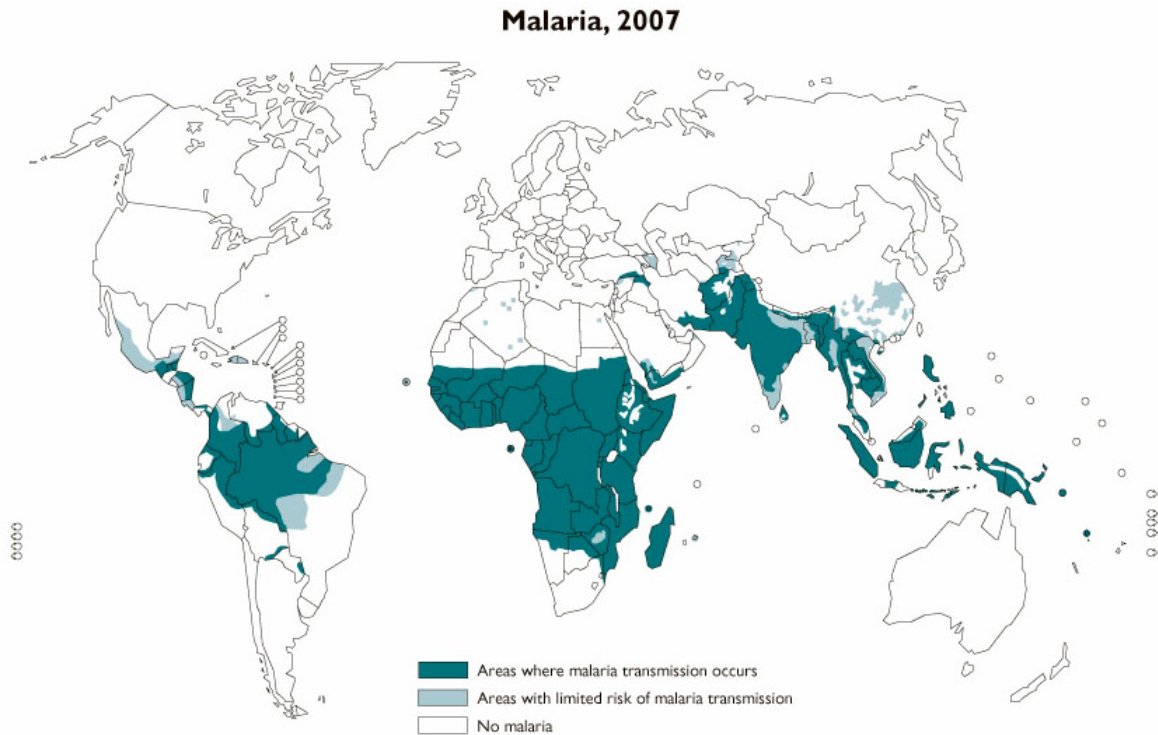 Malaria, 2007
Areas where malaria transmission occurs
Areas with limited risk of malaria transmission
No malaria